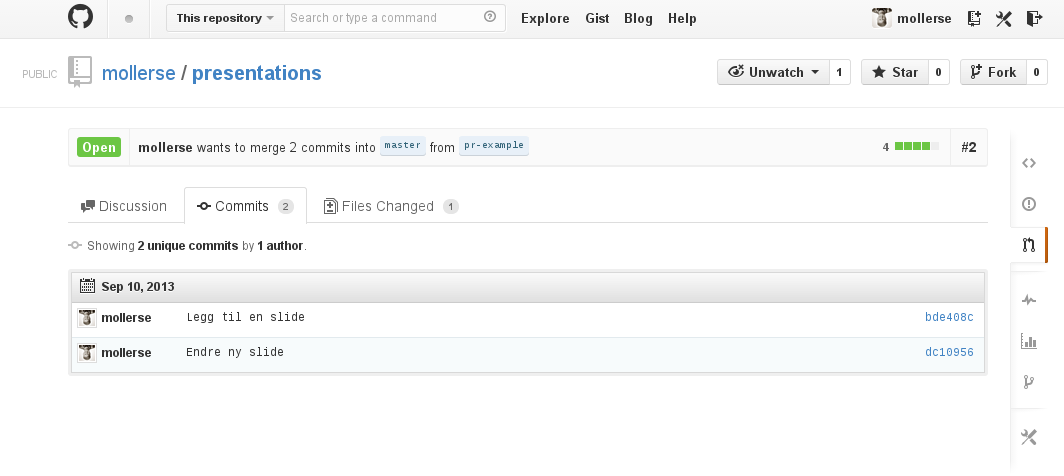 This repository Search or type a command Explore Gist Blog Help mollerse
PUBLIC mollerse / presentations Unwatch 1 Star 0 Fork 0
Open mollerse wants to merge 2 commits into master from pr-example 4 #2
Discussion Commits 2 Files Changed 1
Showing 2 unique commits by 1 author.
Sep 10, 2013
mollerse Legg til en slide bde408c
mollerse Endre ny slide dc10956